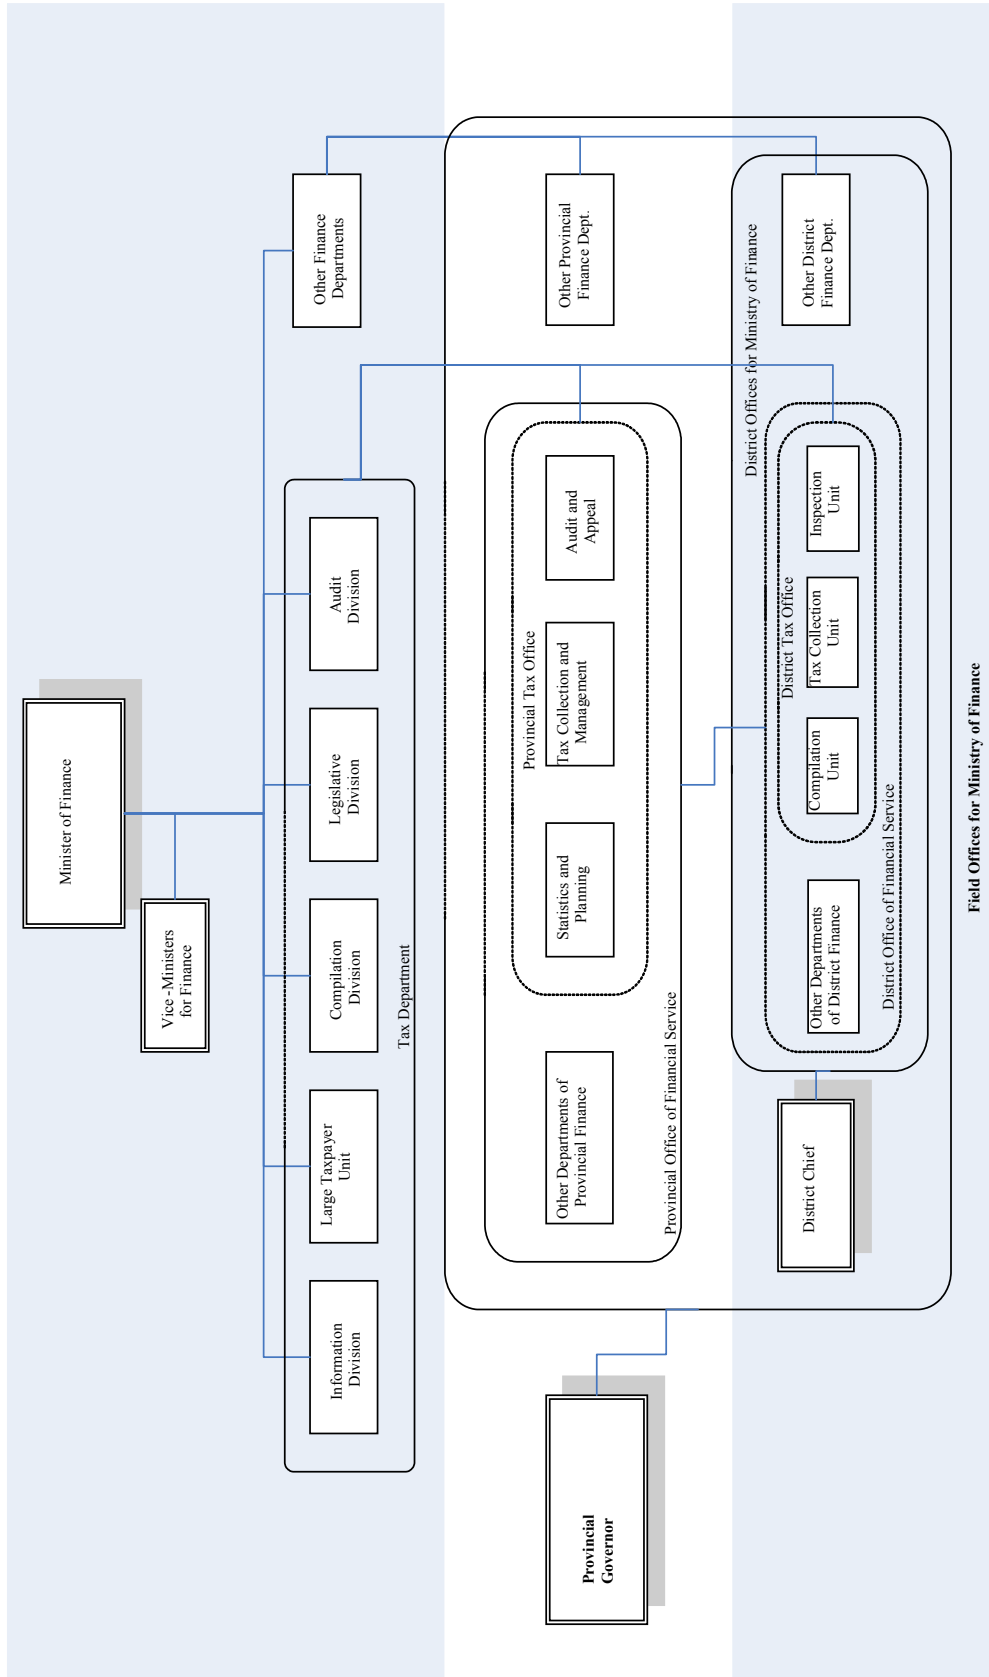 Minister of Finance
Vice -Ministers
for Finance
Information
Division
Large Taxpayer
Unit
Compilation
Division
Legislative
Division
Audit
Division
Other Finance
Departments
Tax Department
Provincial
Governor
Other Departments of
Provincial Finance
Statistics and
Planning
Tax Collection and
Management
Audit and
Appeal
Other Provincial
Finance Dept.
Provincial Tax Office
Provincial Office of Financial Service
District Offices for Ministry of Finance
District Chief
Other Departments
of District Finance
Compilation
Unit
Tax Collection
Unit
Inspection
Unit
Other District
Finance Dept.
District Tax Office
District Office of Financial Service
Field Offices for Ministry of Finance